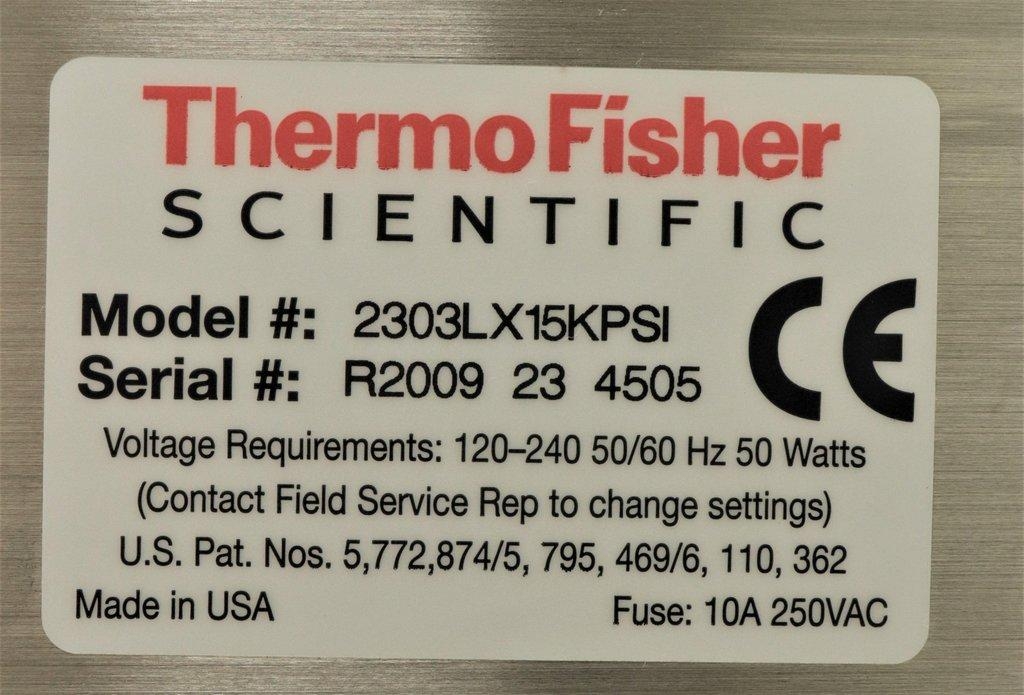 ThermoFisher
SCIENTIFIC
Model #: 2303LX15KPSI
Serial #: R2009 23 4505
CE
Voltage Requirements: 120–240 50/60 Hz 50 Watts
(Contact Field Service Rep to change settings)
U.S. Pat. Nos. 5,772,874/5, 795, 469/6, 110, 362
Made in USA
Fuse: 10A 250VAC